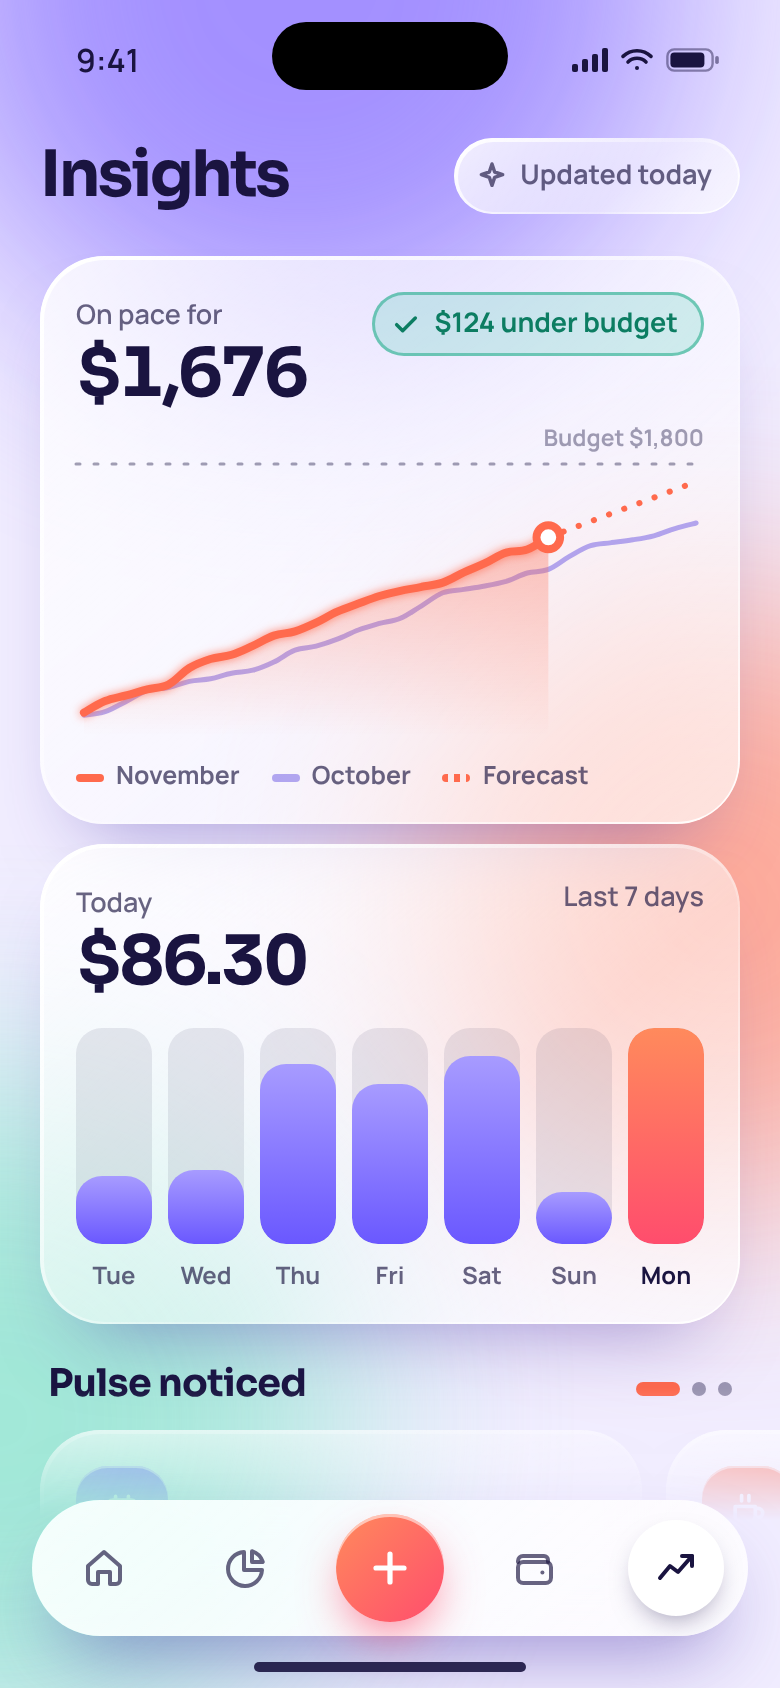 9:41
Insights
Updated today
On pace for
$124 under budget
$1,676
Budget $1,800
November October Forecast
Today
Last 7 days
$86.30
Tue Wed Thu Fri Sat Sun Mon
Pulse noticed